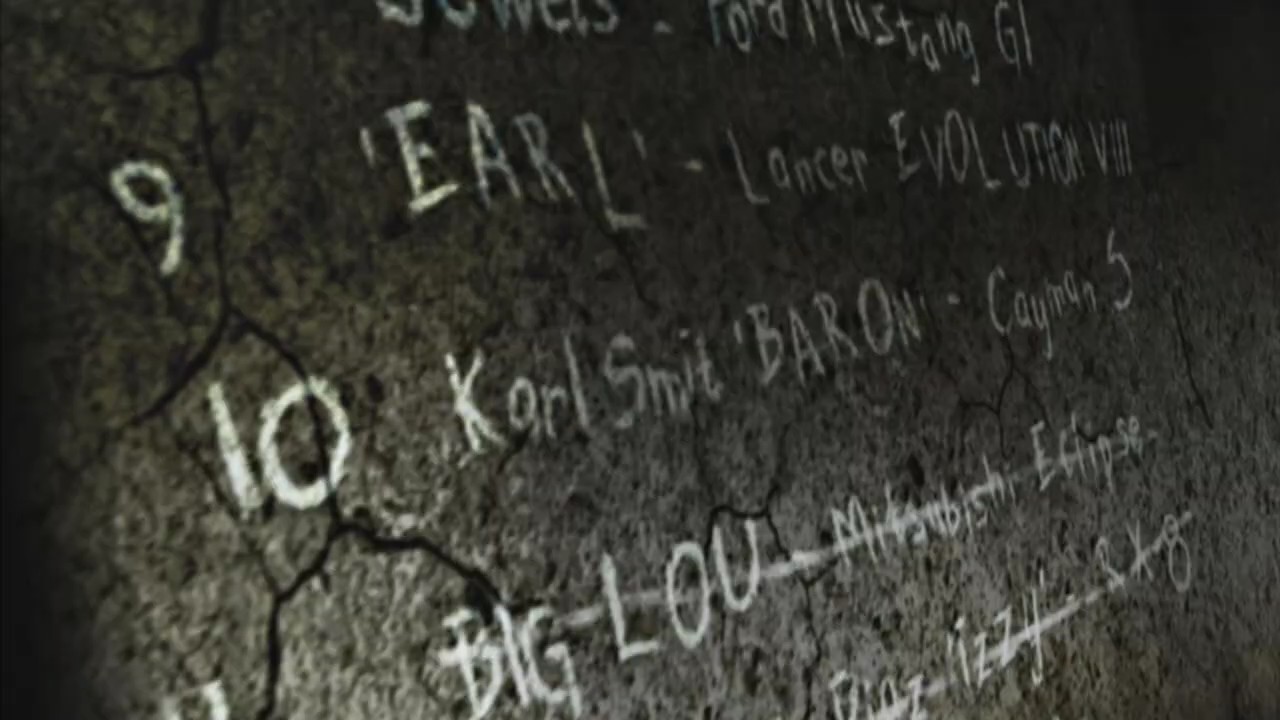 JEWELS - Ford Mustang GT
9 'EARL' - Lancer EVOLUTION VIII
10 Karl Smit 'BARON' - Cayman S
BIG LOU - Mitsubishi Eclipse
izzy - RX-8